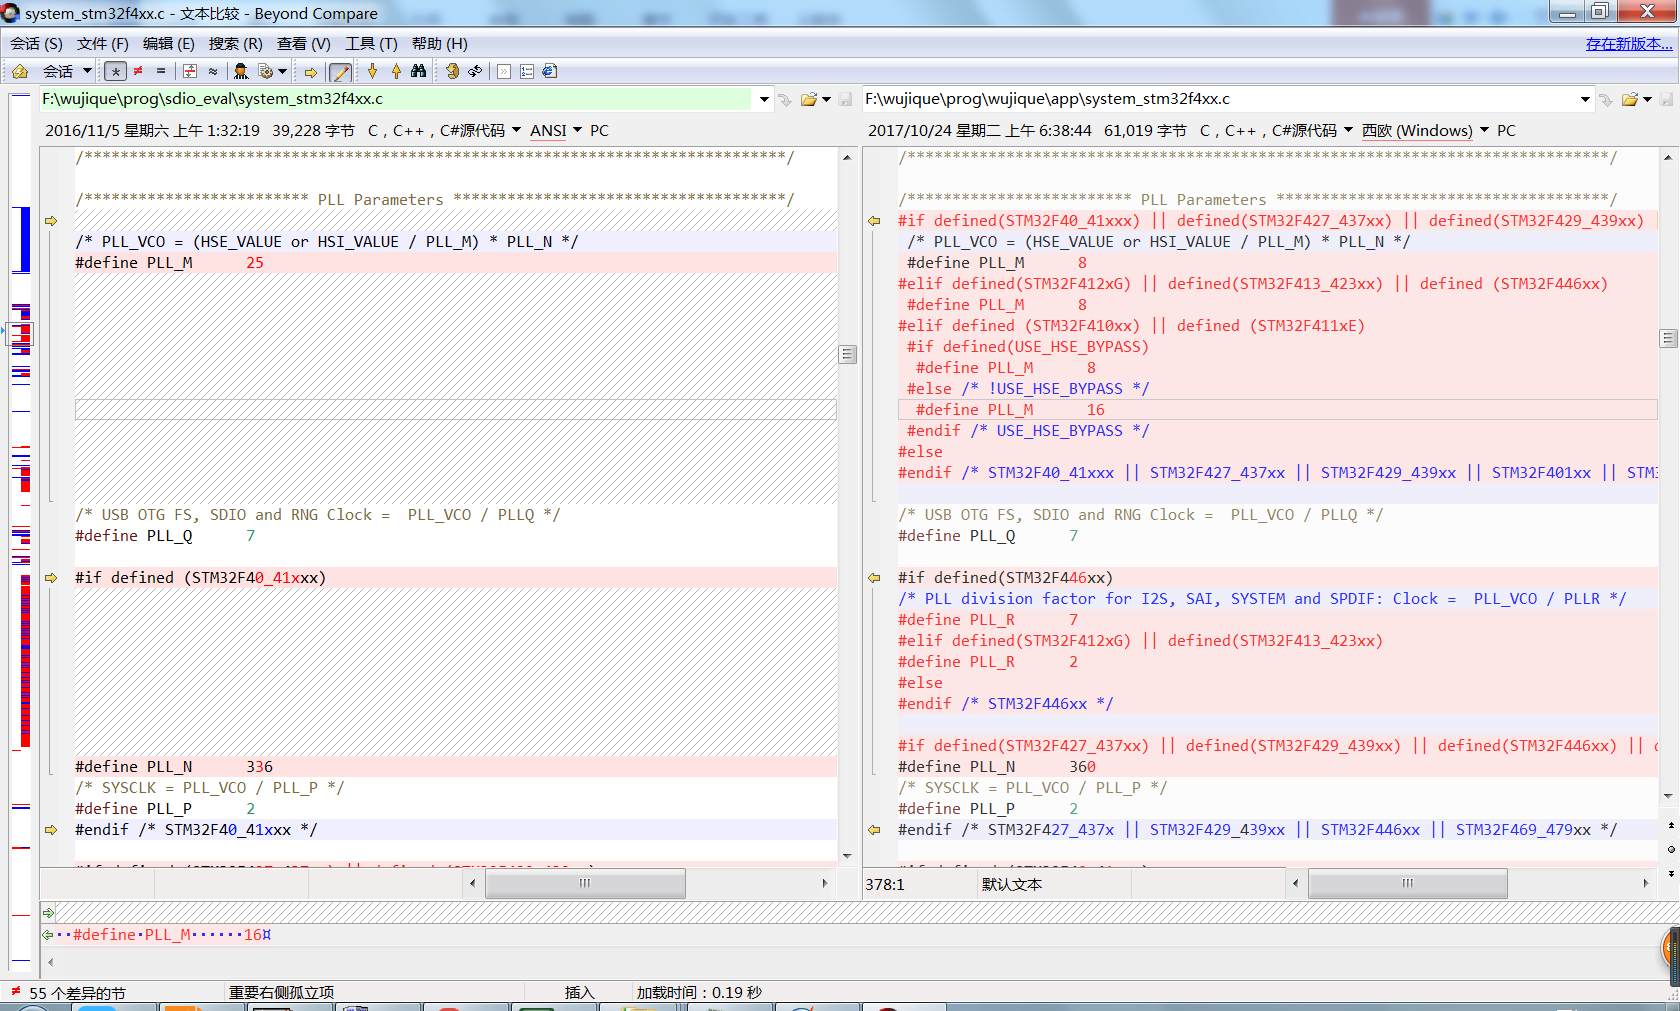 system_stm32f4xx.c - 文本比较 - Beyond Compare
会话 (S) 文件 (F) 编辑 (E) 搜索 (R) 查看 (V) 工具 (T) 帮助 (H) 存在新版本...
会话
F:\wujique\prog\sdio_eval\system_stm32f4xx.c
2016/11/5 星期六 上午 1:32:19 39,228 字节 C，C++，C#源代码 ANSI PC
/******************************************************************************/
/************************* PLL Parameters *************************************/
/* PLL_VCO = (HSE_VALUE or HSI_VALUE / PLL_M) * PLL_N */
#define PLL_M      25
/* USB OTG FS, SDIO and RNG Clock =  PLL_VCO / PLLQ */
#define PLL_Q      7
#if defined (STM32F40_41xxx)
#define PLL_N      336
/* SYSCLK = PLL_VCO / PLL_P */
#define PLL_P      2
#endif /* STM32F40_41xxx */
F:\wujique\prog\wujique\app\system_stm32f4xx.c
2017/10/24 星期二 上午 6:38:44 61,019 字节 C，C++，C#源代码 西欧 (Windows) PC
/******************************************************************************/
/************************* PLL Parameters *************************************/
#if defined(STM32F40_41xxx) || defined(STM32F427_437xx) || defined(STM32F429_439xx) |
/* PLL_VCO = (HSE_VALUE or HSI_VALUE / PLL_M) * PLL_N */
#define PLL_M      8
#elif defined(STM32F412xG) || defined(STM32F413_423xx) || defined (STM32F446xx)
#define PLL_M      8
#elif defined (STM32F410xx) || defined (STM32F411xE)
#if defined(USE_HSE_BYPASS)
#define PLL_M      8
#else /* !USE_HSE_BYPASS */
#define PLL_M      16
#endif /* USE_HSE_BYPASS */
#else
#endif /* STM32F40_41xxx || STM32F427_437xx || STM32F429_439xx || STM32F401xx || STM3
/* USB OTG FS, SDIO and RNG Clock =  PLL_VCO / PLLQ */
#define PLL_Q      7
#if defined(STM32F446xx)
/* PLL division factor for I2S, SAI, SYSTEM and SPDIF: Clock =  PLL_VCO / PLLR */
#define PLL_R      7
#elif defined(STM32F412xG) || defined(STM32F413_423xx)
#define PLL_R      2
#else
#endif /* STM32F446xx */
#if defined(STM32F427_437xx) || defined(STM32F429_439xx) || defined(STM32F446xx) || d
#define PLL_N      360
/* SYSCLK = PLL_VCO / PLL_P */
#define PLL_P      2
#endif /* STM32F427_437x || STM32F429_439xx || STM32F446xx || STM32F469_479xx */
378:1 默认文本
··#define·PLL_M······16¤
55 个差异的节 重要右侧孤立项 插入 加载时间：0.19 秒